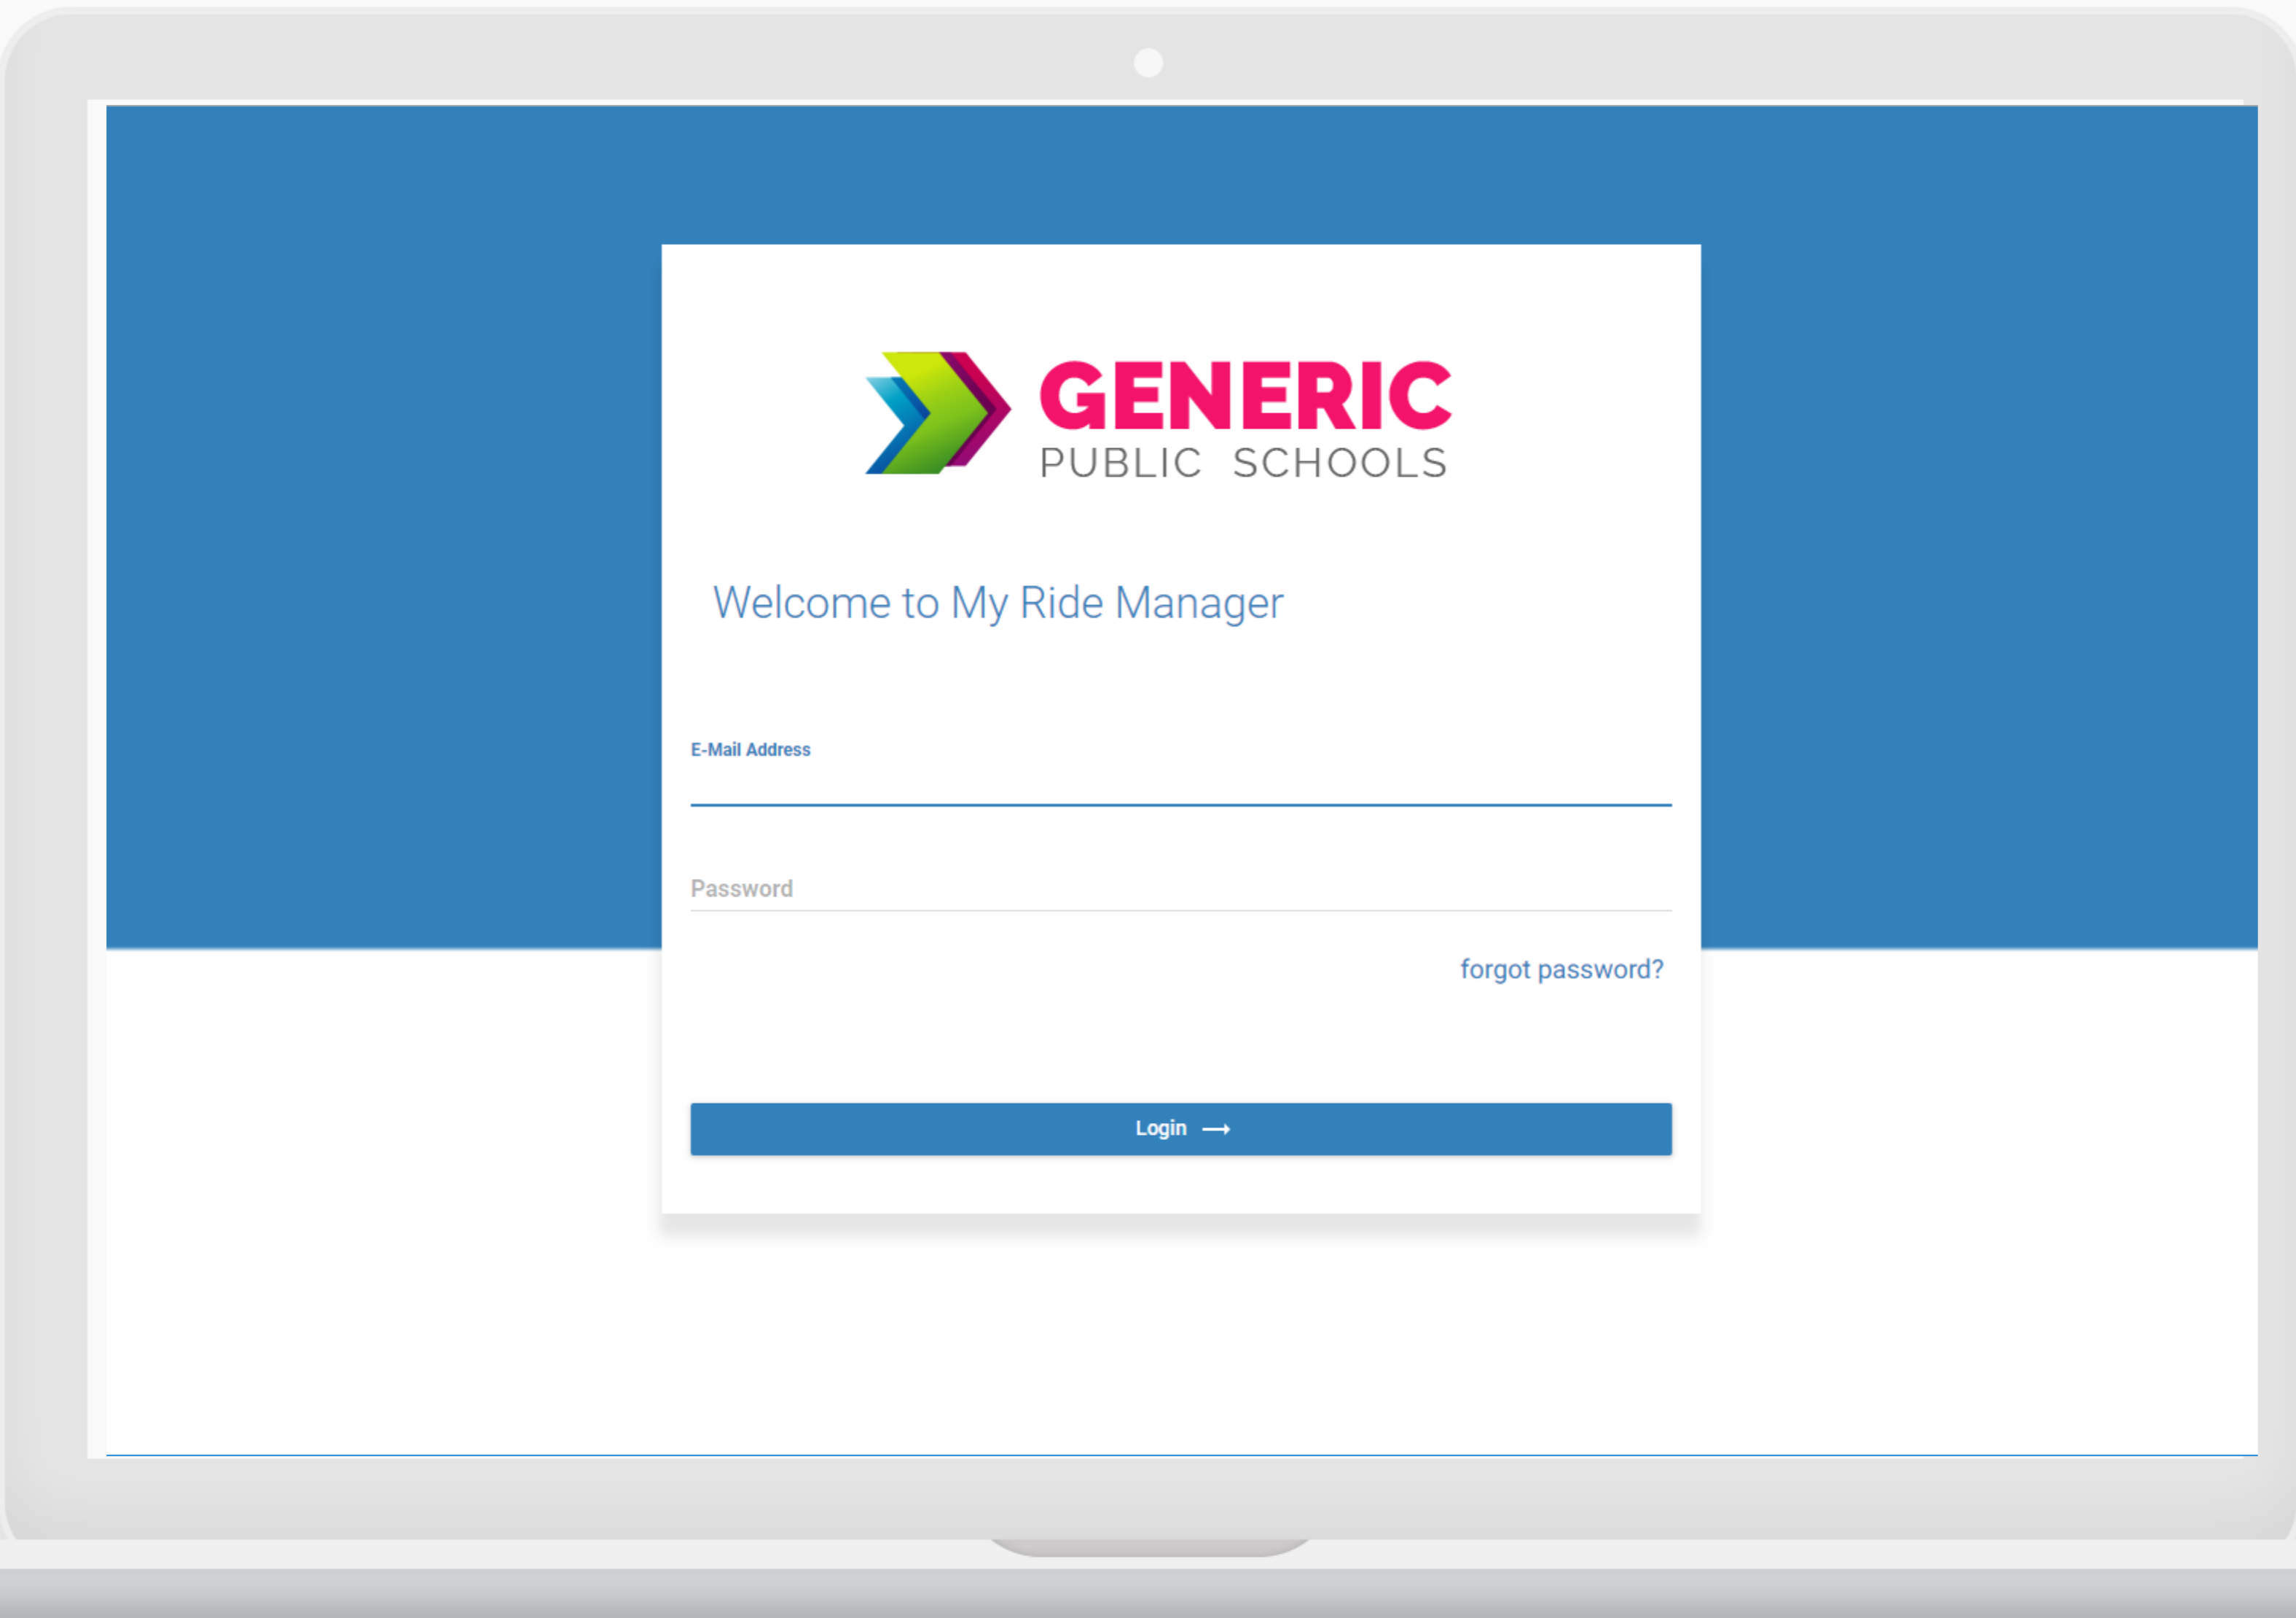 GENERIC
PUBLIC SCHOOLS
Welcome to My Ride Manager
E-Mail Address
Password
forgot password?
Login